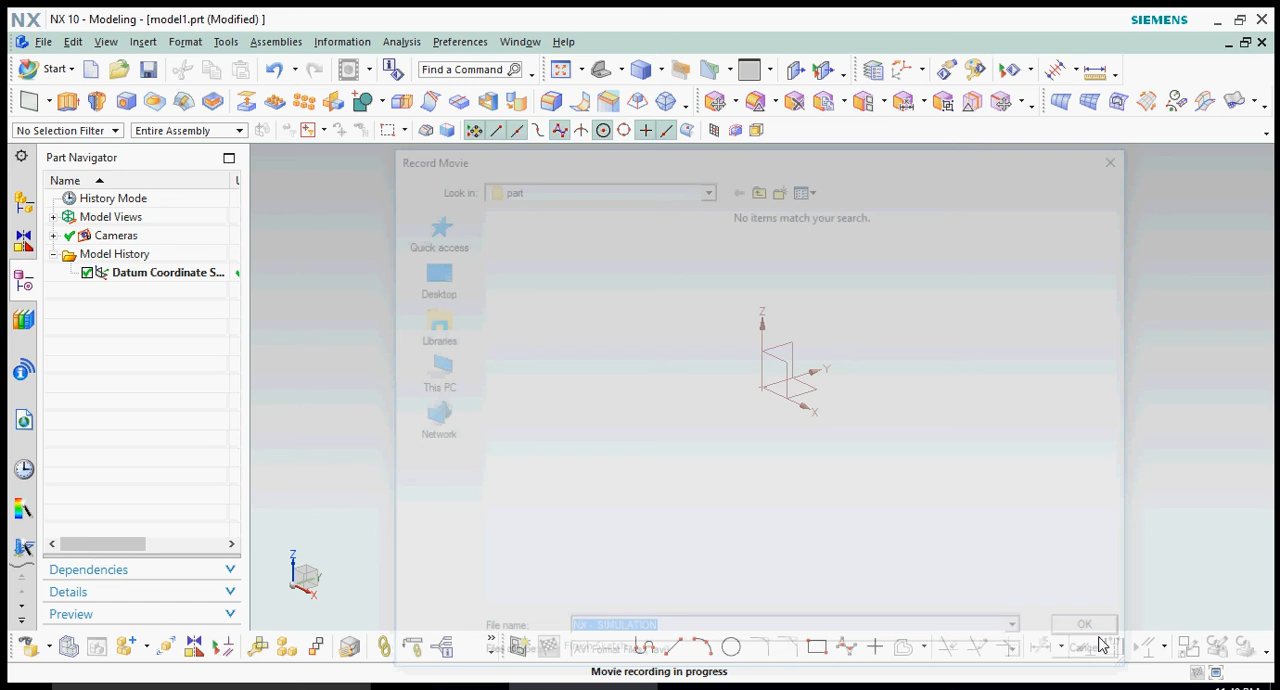 NX NX 10 - Modeling - [model1.prt (Modified) ] SIEMENS
File Edit View Insert Format Tools Assemblies Information Analysis Preferences Window Help
Start Find a Command
No Selection Filter Entire Assembly
Part Navigator
Name
History Mode
Model Views
Cameras
Model History
Datum Coordinate S...
Dependencies
Details
Preview
Record Movie
Look in: part
No items match your search.
Quick access
Desktop
Libraries
This PC
Network
Z
Y
X
Z
X
File name: NX - SIMULATION OK
Movie recording in progress